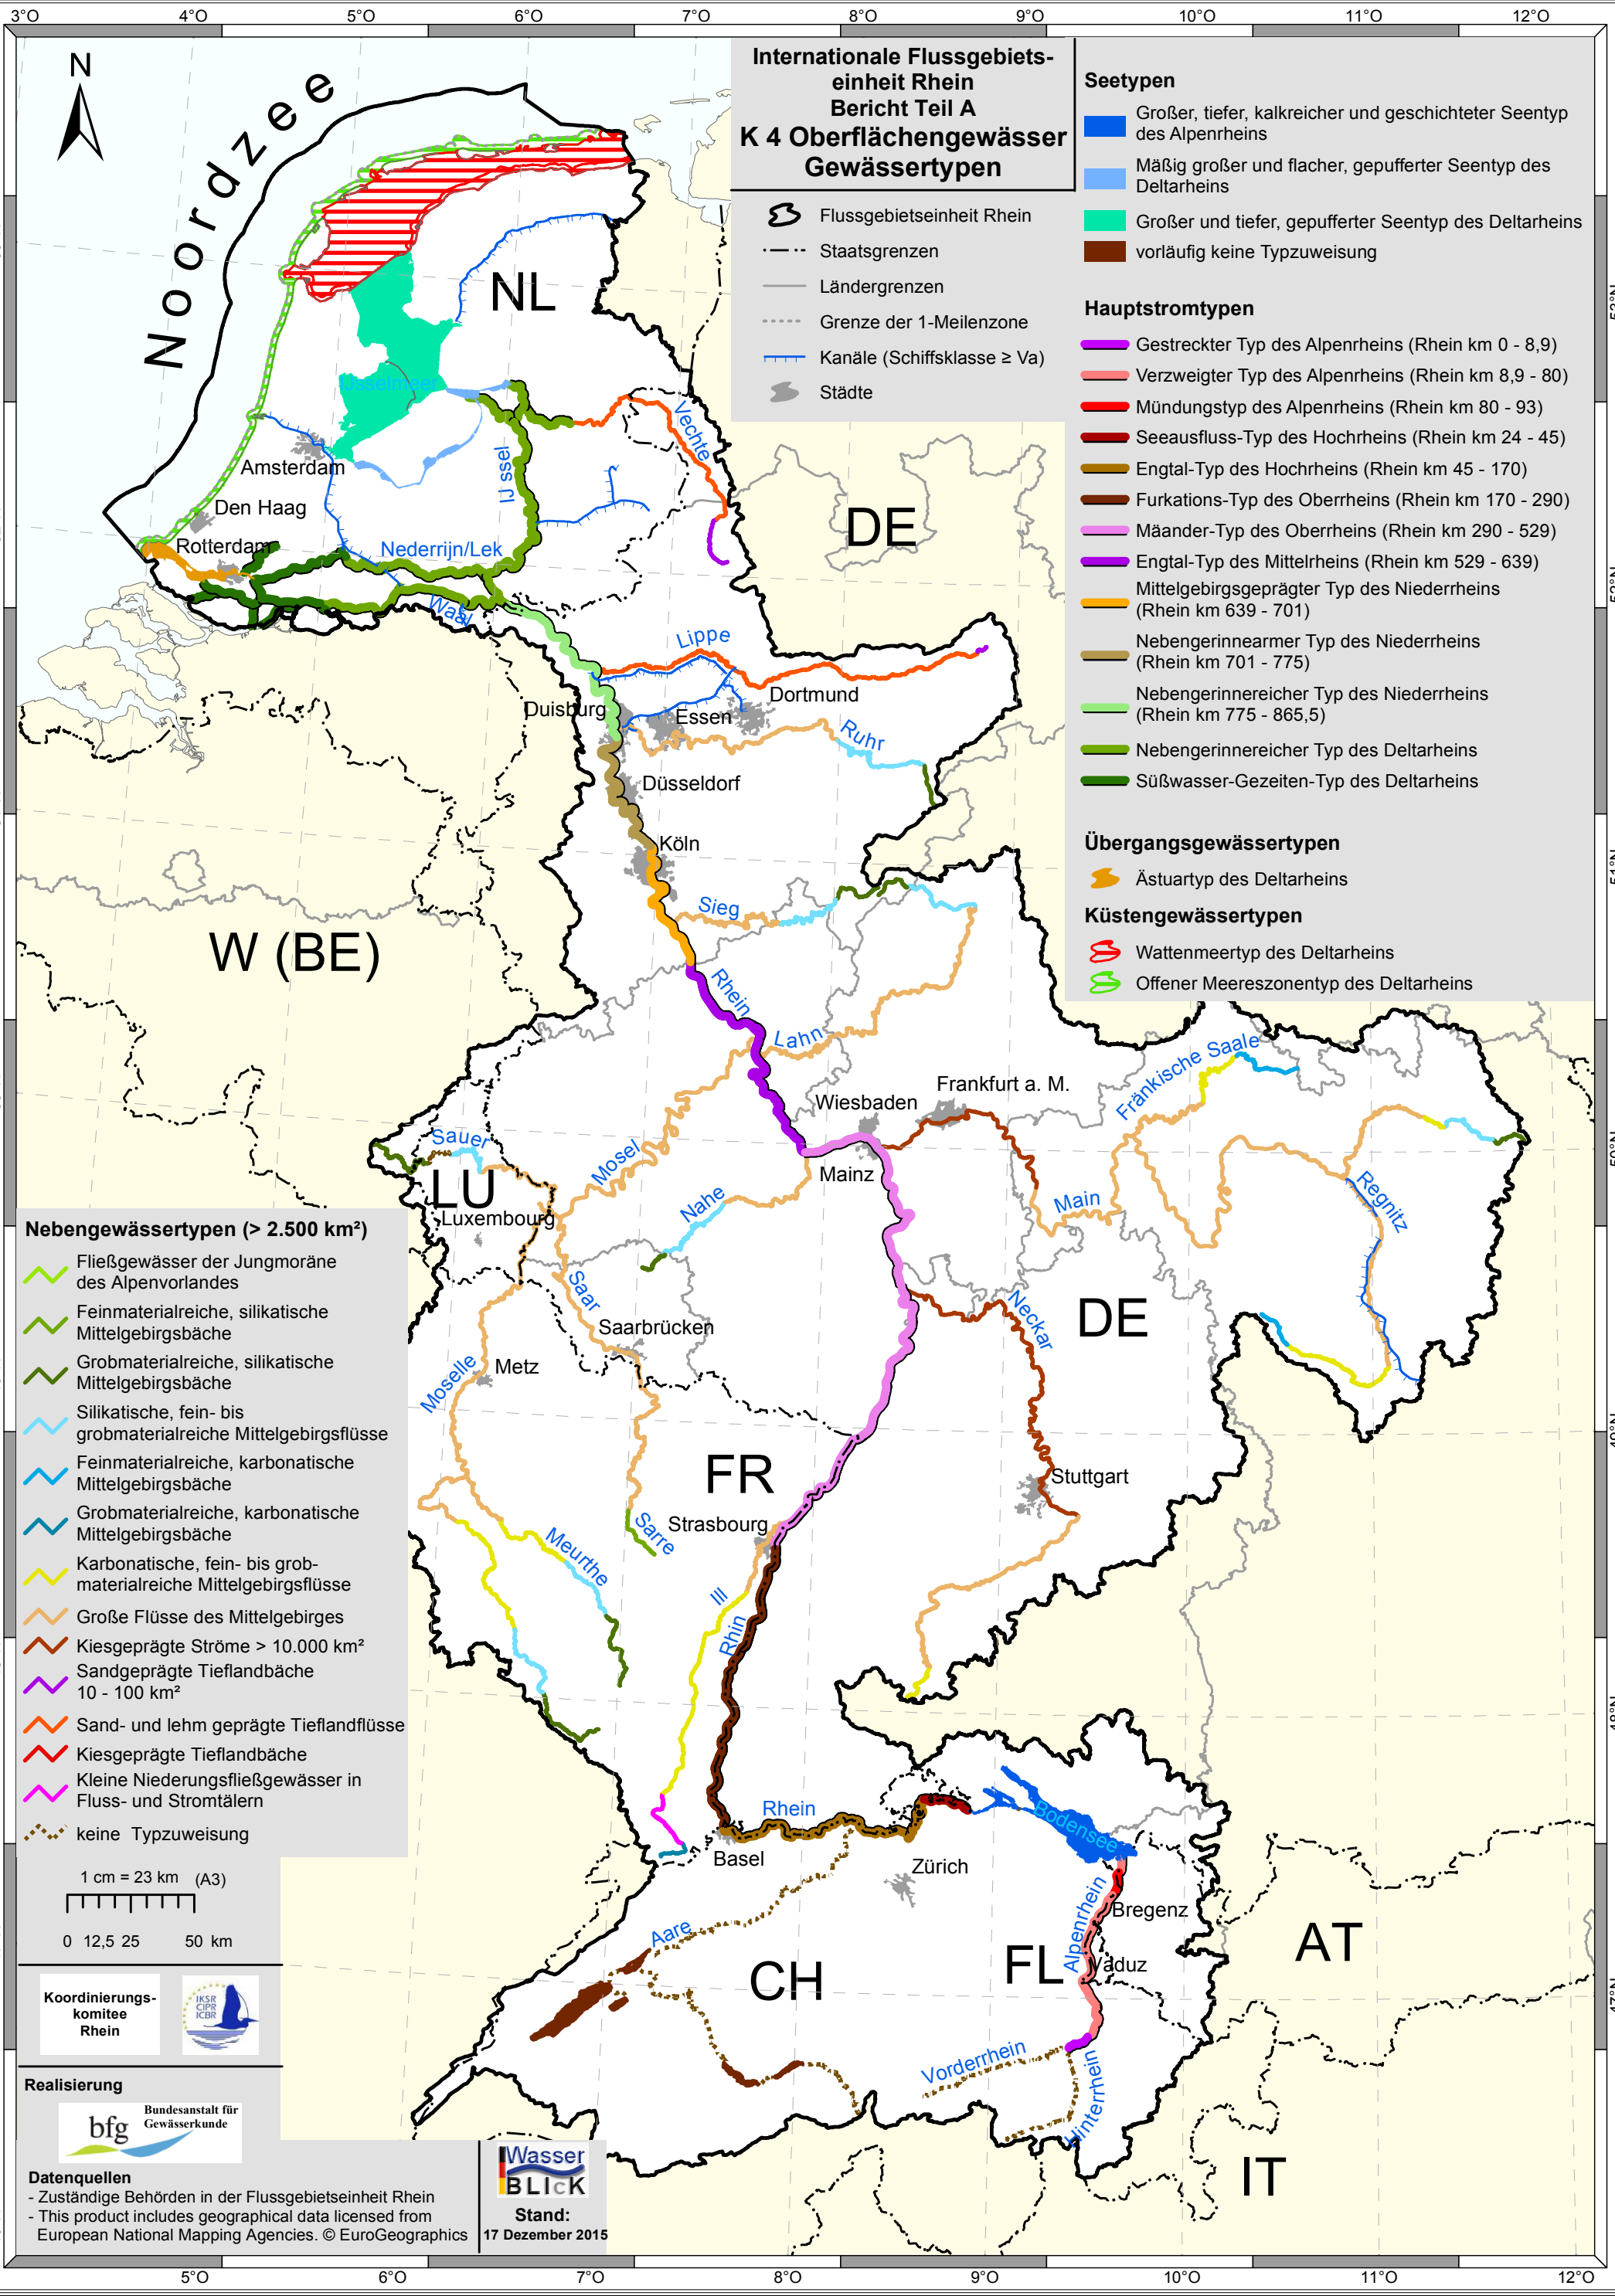 3°O 4°O 5°O 6°O 7°O 8°O 9°O 10°O 11°O 12°O
N
Noordzee
Internationale Flussgebiets-
einheit Rhein
Bericht Teil A
K 4 Oberflächengewässer
Gewässertypen
Flussgebietseinheit Rhein
Staatsgrenzen
Ländergrenzen
Grenze der 1-Meilenzone
Kanäle (Schiffsklasse ≥ Va)
Städte
Seetypen
Großer, tiefer, kalkreicher und geschichteter Seentyp
des Alpenrheins
Mäßig großer und flacher, gepufferter Seentyp des
Deltarheins
Großer und tiefer, gepufferter Seentyp des Deltarheins
vorläufig keine Typzuweisung
Hauptstromtypen
Gestreckter Typ des Alpenrheins (Rhein km 0 - 8,9)
Verzweigter Typ des Alpenrheins (Rhein km 8,9 - 80)
Mündungstyp des Alpenrheins (Rhein km 80 - 93)
Seeausfluss-Typ des Hochrheins (Rhein km 24 - 45)
Engtal-Typ des Hochrheins (Rhein km 45 - 170)
Furkations-Typ des Oberrheins (Rhein km 170 - 290)
Mäander-Typ des Oberrheins (Rhein km 290 - 529)
Engtal-Typ des Mittelrheins (Rhein km 529 - 639)
Mittelgebirgsgeprägter Typ des Niederrheins
(Rhein km 639 - 701)
Nebengerinnearmer Typ des Niederrheins
(Rhein km 701 - 775)
Nebengerinnereicher Typ des Niederrheins
(Rhein km 775 - 865,5)
Nebengerinnereicher Typ des Deltarheins
Süßwasser-Gezeiten-Typ des Deltarheins
Übergangsgewässertypen
Ästuartyp des Deltarheins
Küstengewässertypen
Wattenmeertyp des Deltarheins
Offener Meereszonentyp des Deltarheins
NL
IJsselmeer
Vechte
Amsterdam
IJssel
Den Haag
DE
Rotterdam
Nederrijn/Lek
Waal
Lippe
Duisburg
Dortmund
Essen
Ruhr
Düsseldorf
Köln
Sieg
W (BE)
Rhein
Lahn
Fränkische Saale
Frankfurt a. M.
Wiesbaden
Sauer
Mosel
Mainz
LU
Nahe
Main
Regnitz
Luxembourg
Saar
Neckar
DE
Saarbrücken
Metz
Moselle
FR
Stuttgart
Strasbourg
Sarre
Meurthe
Ill
Rhin
Rhein
Bodensee
Basel
Zürich
Alpenrhein
Bregenz
Aare
Vaduz
FL
AT
CH
Vorderrhein
Hinterrhein
IT
Nebengewässertypen (> 2.500 km²)
Fließgewässer der Jungmoräne
des Alpenvorlandes
Feinmaterialreiche, silikatische
Mittelgebirgsbäche
Grobmaterialreiche, silikatische
Mittelgebirgsbäche
Silikatische, fein- bis
grobmaterialreiche Mittelgebirgsflüsse
Feinmaterialreiche, karbonatische
Mittelgebirgsbäche
Grobmaterialreiche, karbonatische
Mittelgebirgsbäche
Karbonatische, fein- bis grob-
materialreiche Mittelgebirgsflüsse
Große Flüsse des Mittelgebirges
Kiesgeprägte Ströme > 10.000 km²
Sandgeprägte Tieflandbäche
10 - 100 km²
Sand- und lehm geprägte Tieflandflüsse
Kiesgeprägte Tieflandbäche
Kleine Niederungsfließgewässer in
Fluss- und Stromtälern
keine Typzuweisung
1 cm = 23 km (A3)
0 12,5 25 50 km
Koordinierungs-
komitee
Rhein
IKSR
CIPR
ICBR
Realisierung
bfg
Bundesanstalt für
Gewässerkunde
Datenquellen
- Zuständige Behörden in der Flussgebietseinheit Rhein
- This product includes geographical data licensed from
European National Mapping Agencies. © EuroGeographics
Wasser
BLIcK
Stand:
17 Dezember 2015
5°O 6°O 7°O 8°O 9°O 10°O 11°O 12°O